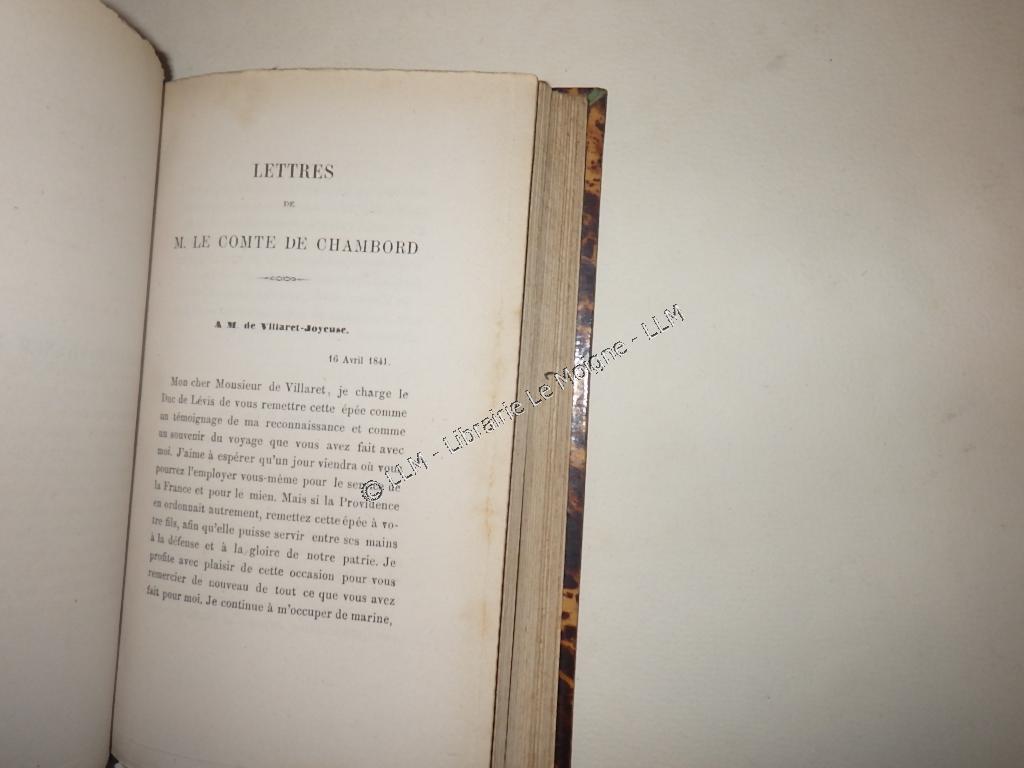 LETTRES
DE
M. LE COMTE DE CHAMBORD
A M. de Villaret-Joyeuse.
16 Avril 1841.
Mon cher Monsieur de Villaret, je charge le
Duc de Lévis de vous remettre cette épée comme
un témoignage de ma reconnaissance et comme
un souvenir du voyage que vous avez fait avec
moi. J'aime à espérer qu'un jour viendra où vous
pourrez l'employer vous-même pour le service de
la France et pour le mien. Mais si la Providence
en ordonnait autrement, remettez cette épée à vo-
tre fils, afin qu'elle puisse servir entre ses mains
à la défense et à la gloire de notre patrie. Je
profite avec plaisir de cette occasion pour vous
remercier de nouveau de tout ce que vous avez
fait pour moi. Je continue à m'occuper de marine,
© LLM - Librairie Le Moigne - LLM